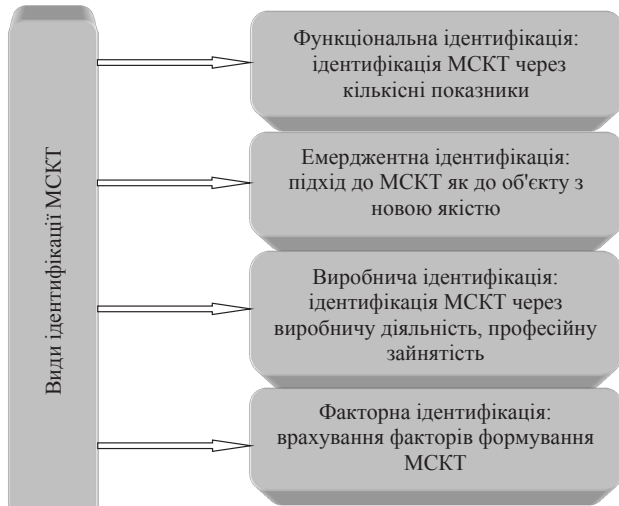 Види ідентифікації МСКТ
Функціональна ідентифікація:
ідентифікація МСКТ через
кількісні показники
Емерджентна ідентифікація:
підхід до МСКТ як до об'єкту з
новою якістю
Виробнича ідентифікація:
ідентифікація МСКТ через
виробничу діяльність, професійну
зайнятість
Факторна ідентифікація:
врахування факторів формування
МСКТ